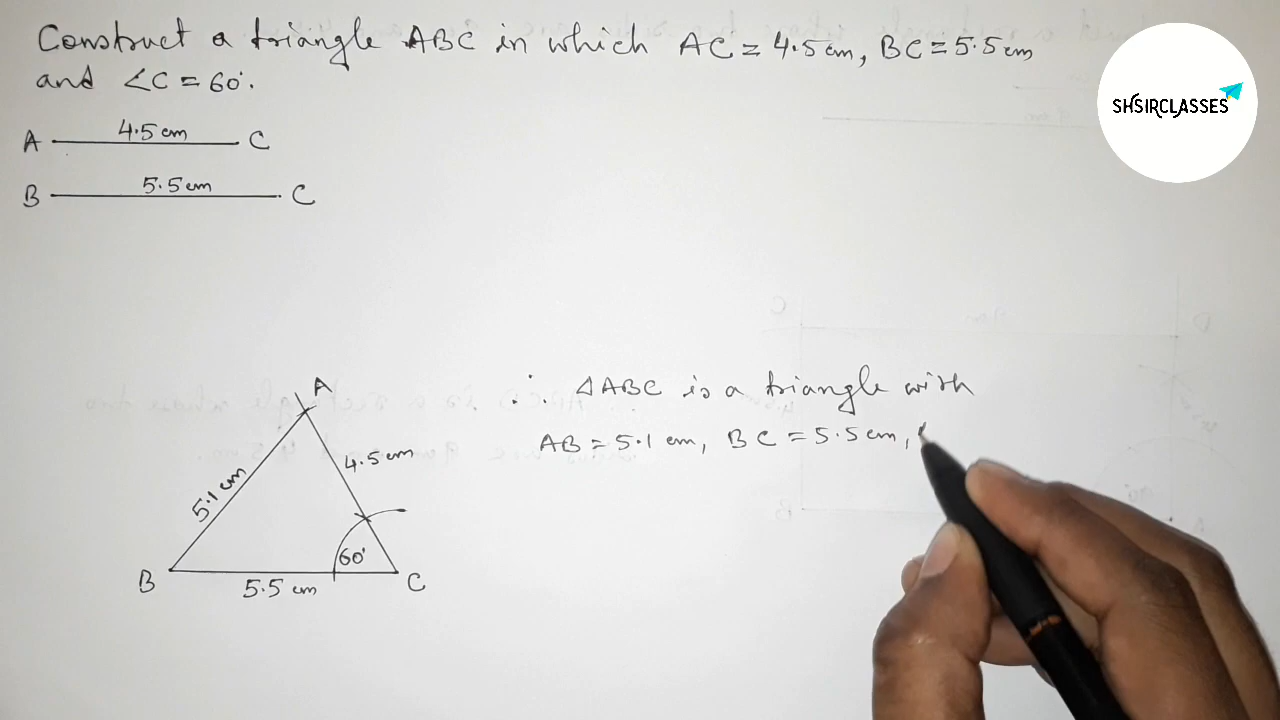 Construct a triangle ABC in which AC = 4.5 cm, BC = 5.5 cm
and ∠C = 60°.
SHSIRCLASSES
A 4.5 cm C
B 5.5 cm C
A
5.1 cm
4.5 cm
60°
B 5.5 cm C
∴ △ABC is a triangle with
AB = 5.1 cm, BC = 5.5 cm,